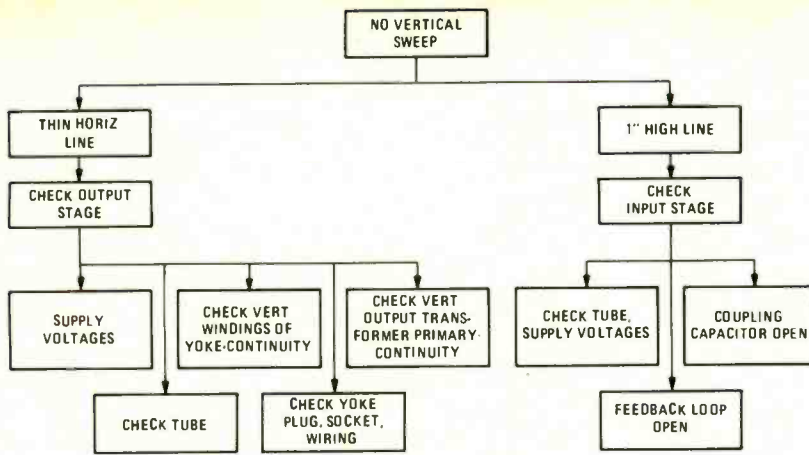 NO VERTICAL
SWEEP
THIN HORIZ
LINE
1" HIGH LINE
CHECK OUTPUT
STAGE
CHECK
INPUT STAGE
SUPPLY
VOLTAGES
CHECK VERT
WINDINGS OF
YOKE-CONTINUITY
CHECK VERT
OUTPUT TRANS-
FORMER PRIMARY-
CONTINUITY
CHECK TUBE,
SUPPLY VOLTAGES
COUPLING
CAPACITOR OPEN
CHECK TUBE
CHECK YOKE
PLUG, SOCKET,
WIRING
FEEDBACK LOOP
OPEN